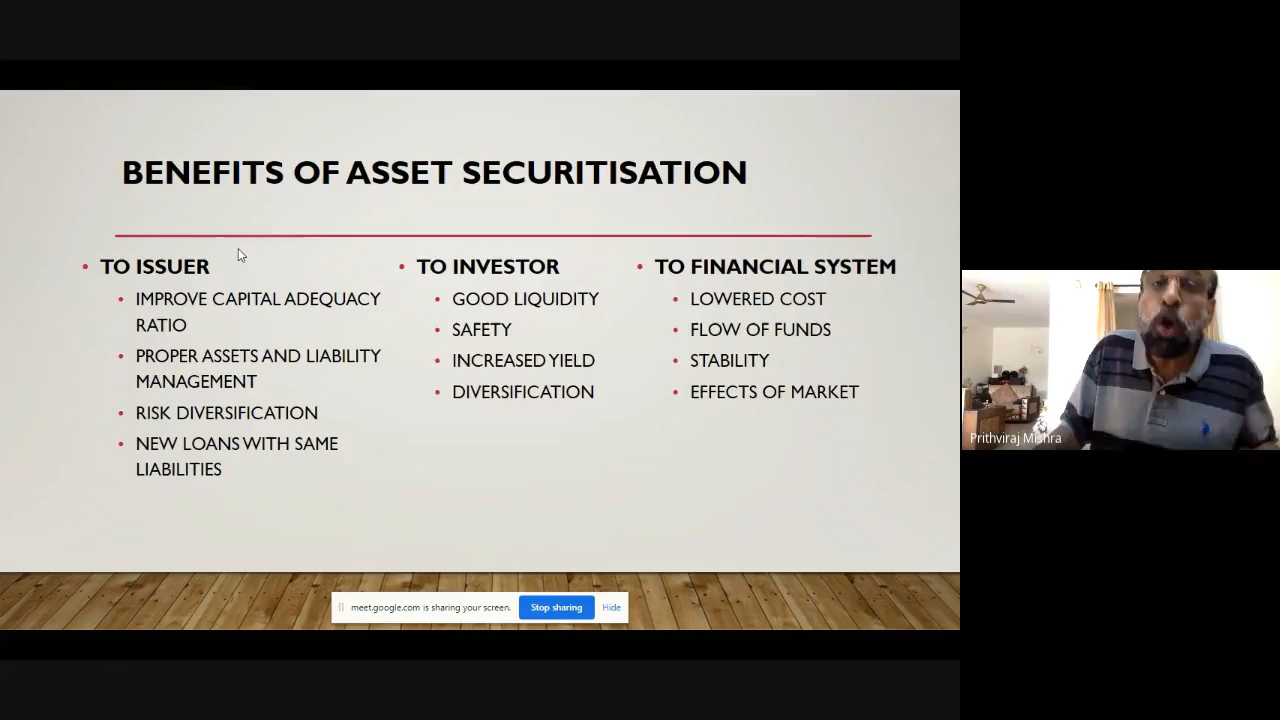 BENEFITS OF ASSET SECURITISATION
TO ISSUER
IMPROVE CAPITAL ADEQUACY
RATIO
PROPER ASSETS AND LIABILITY
MANAGEMENT
RISK DIVERSIFICATION
NEW LOANS WITH SAME
LIABILITIES
TO INVESTOR
GOOD LIQUIDITY
SAFETY
INCREASED YIELD
DIVERSIFICATION
TO FINANCIAL SYSTEM
LOWERED COST
FLOW OF FUNDS
STABILITY
EFFECTS OF MARKET
meet.google.com is sharing your screen. Stop sharing Hide
Prithviraj Mishra